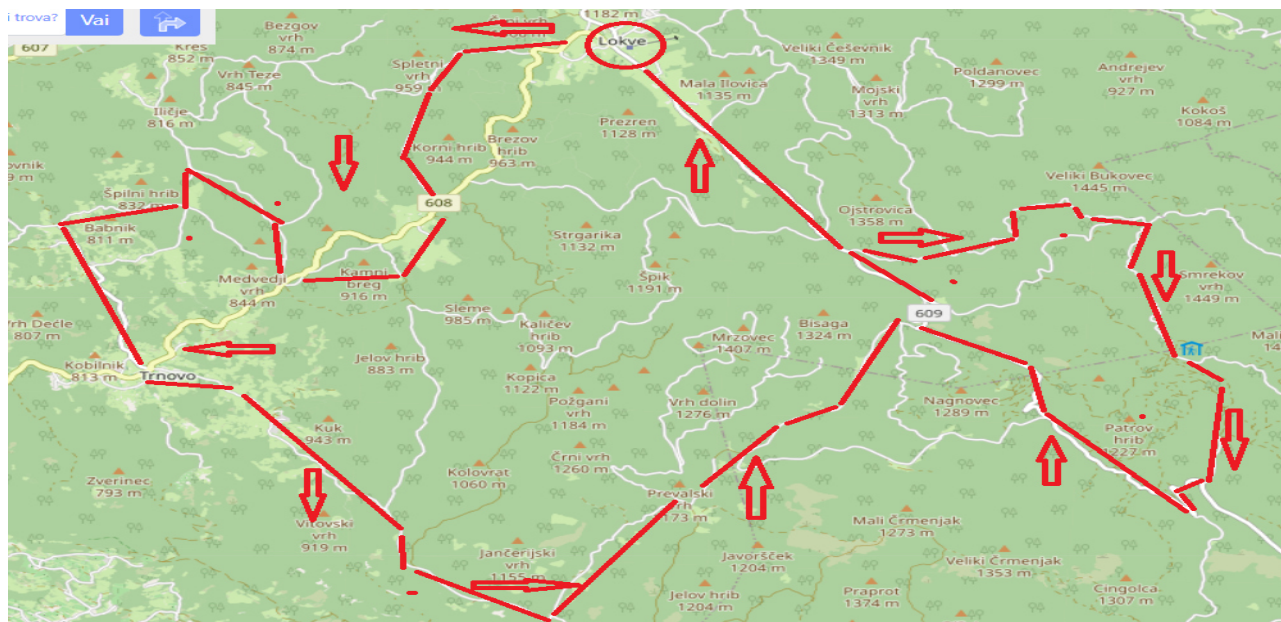 i trova?
Vai
607
Kres
852 m
Bezgov
vrh
874 m
1182 m
Lokve
Veliki Češevnik
1349 m
Poldanovec
1299 m
Andrejev
vrh
927 m
Vrh Teze
845 m
Spletni
vrh
959
Mala Ilovica
1135 m
Mojski
vrh
1313 m
Kokoš
1084 m
Iličje
816 m
Prezren
1128 m
Korni hrib
944 m
Brezov
hrib
963 m
ovnik
9 m
Špilni hrib
832
Veliki Bukovec
1445 m
608
Babnik
811 m
Ojstrovica
1358 m
Strgarika
1132 m
Medvedji
vrh
844 m
Kamni
breg
916 m
Špik
1191 m
Smrekov
vrh
1449 m
Sleme
985 m
609
Vrh Dečle
807 m
Kaličev
hrib
1093 m
Mrzovec
1407 m
Bisaga
1324 m
Mali
Kobilnik
813 m
Trnovo
Jelov hrib
883 m
Kopica
1122 m
Požgani
vrh
1184 m
Vrh dolin
1276 m
Nagnovec
1289 m
Patrov
hrib
1227 m
Kuk
943 m
Črni vrh
1260 m
Kolovrat
1060 m
Zverinec
793 m
Prevalski
vrh
1173 m
Vitovski
vrh
919 m
Mali Črmenjak
1273 m
Jančerijski
vrh
1155 m
Javoršček
1204 m
Veliki Črmenjak
1353 m
Jelov hrib
1204 m
Praprot
1374 m
Cingolca
1307 m